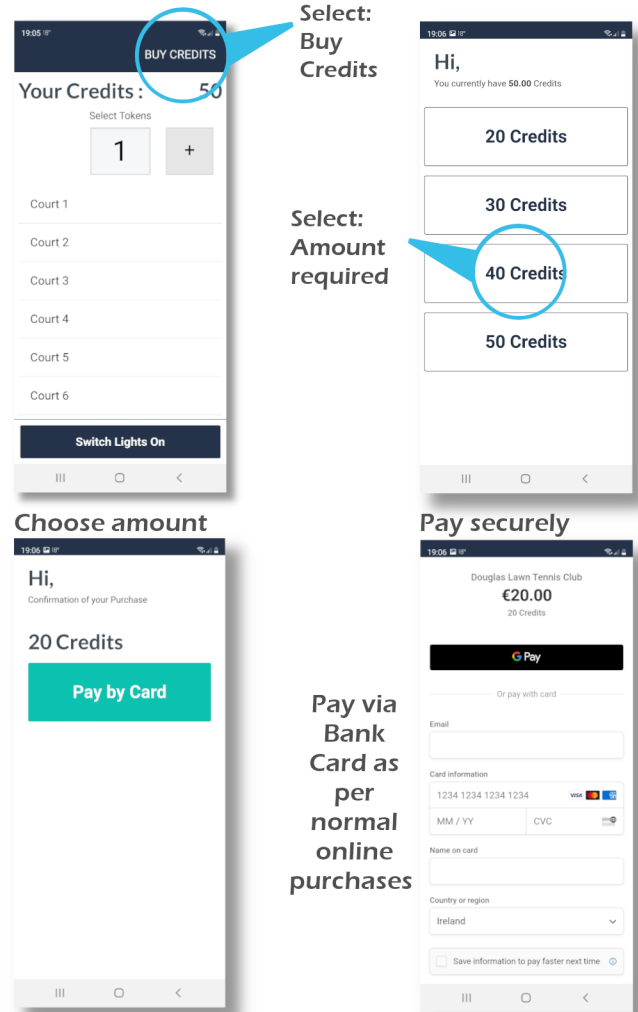 Select:
Buy
Credits
19:05
BUY CREDITS
Your Credits : 50
Select Tokens
1 +
Court 1
Court 2
Court 3
Court 4
Court 5
Court 6
Switch Lights On
19:06
Hi,
You currently have 50.00 Credits
20 Credits
30 Credits
40 Credits
50 Credits
Select:
Amount
required
Choose amount
19:06
Hi,
Confirmation of your Purchase
20 Credits
Pay by Card
Pay via
Bank
Card as
per
normal
online
purchases
Pay securely
19:06
Douglas Lawn Tennis Club
€20.00
20 Credits
G Pay
Or pay with card
Email
Card information
1234 1234 1234 1234 VISA
MM / YY CVC
Name on card
Country or region
Ireland
Save information to pay faster next time